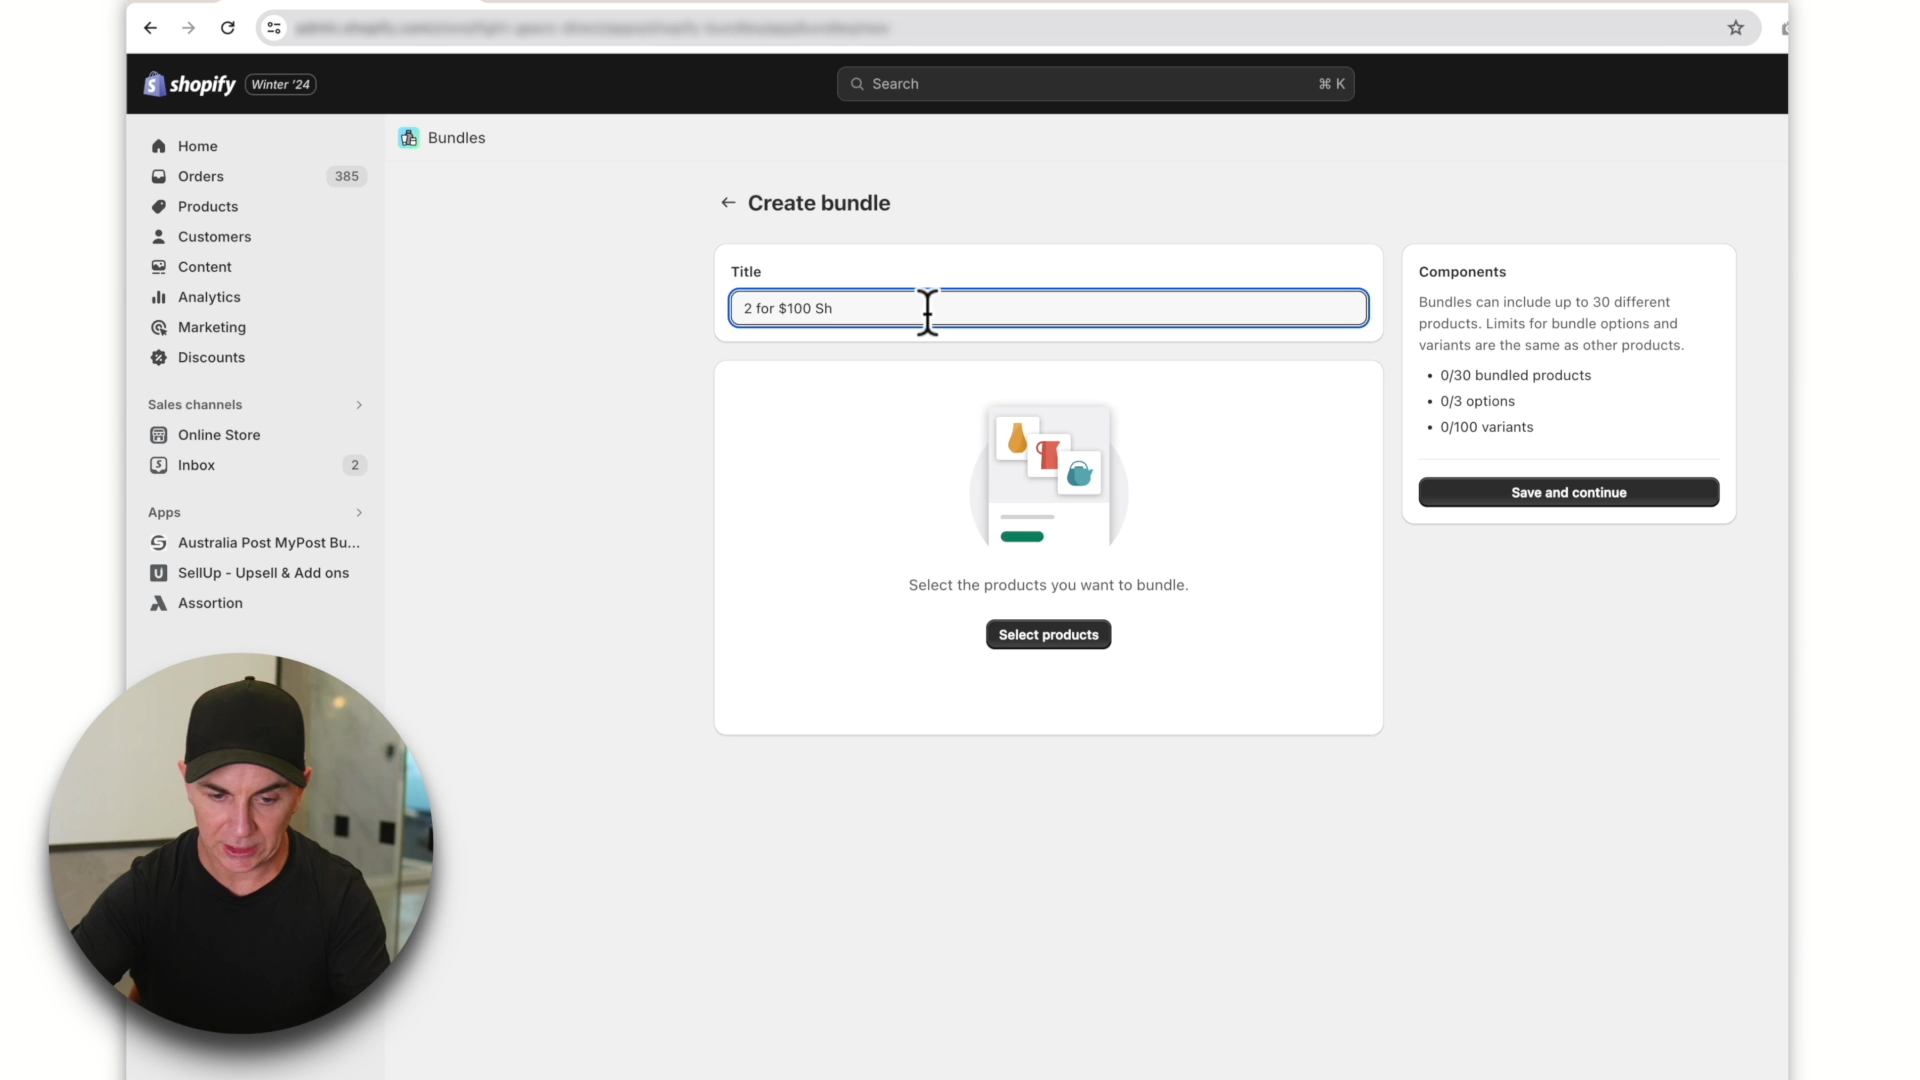 shopify Winter '24
Search ⌘ K
Home
Orders 385
Products
Customers
Content
Analytics
Marketing
Discounts
Sales channels
Online Store
Inbox 2
Apps
Australia Post MyPost Bu...
SellUp - Upsell & Add ons
Assortion
Bundles
Create bundle
Title
2 for $100 Sh
Select the products you want to bundle.
Select products
Components
Bundles can include up to 30 different
products. Limits for bundle options and
variants are the same as other products.
• 0/30 bundled products
• 0/3 options
• 0/100 variants
Save and continue